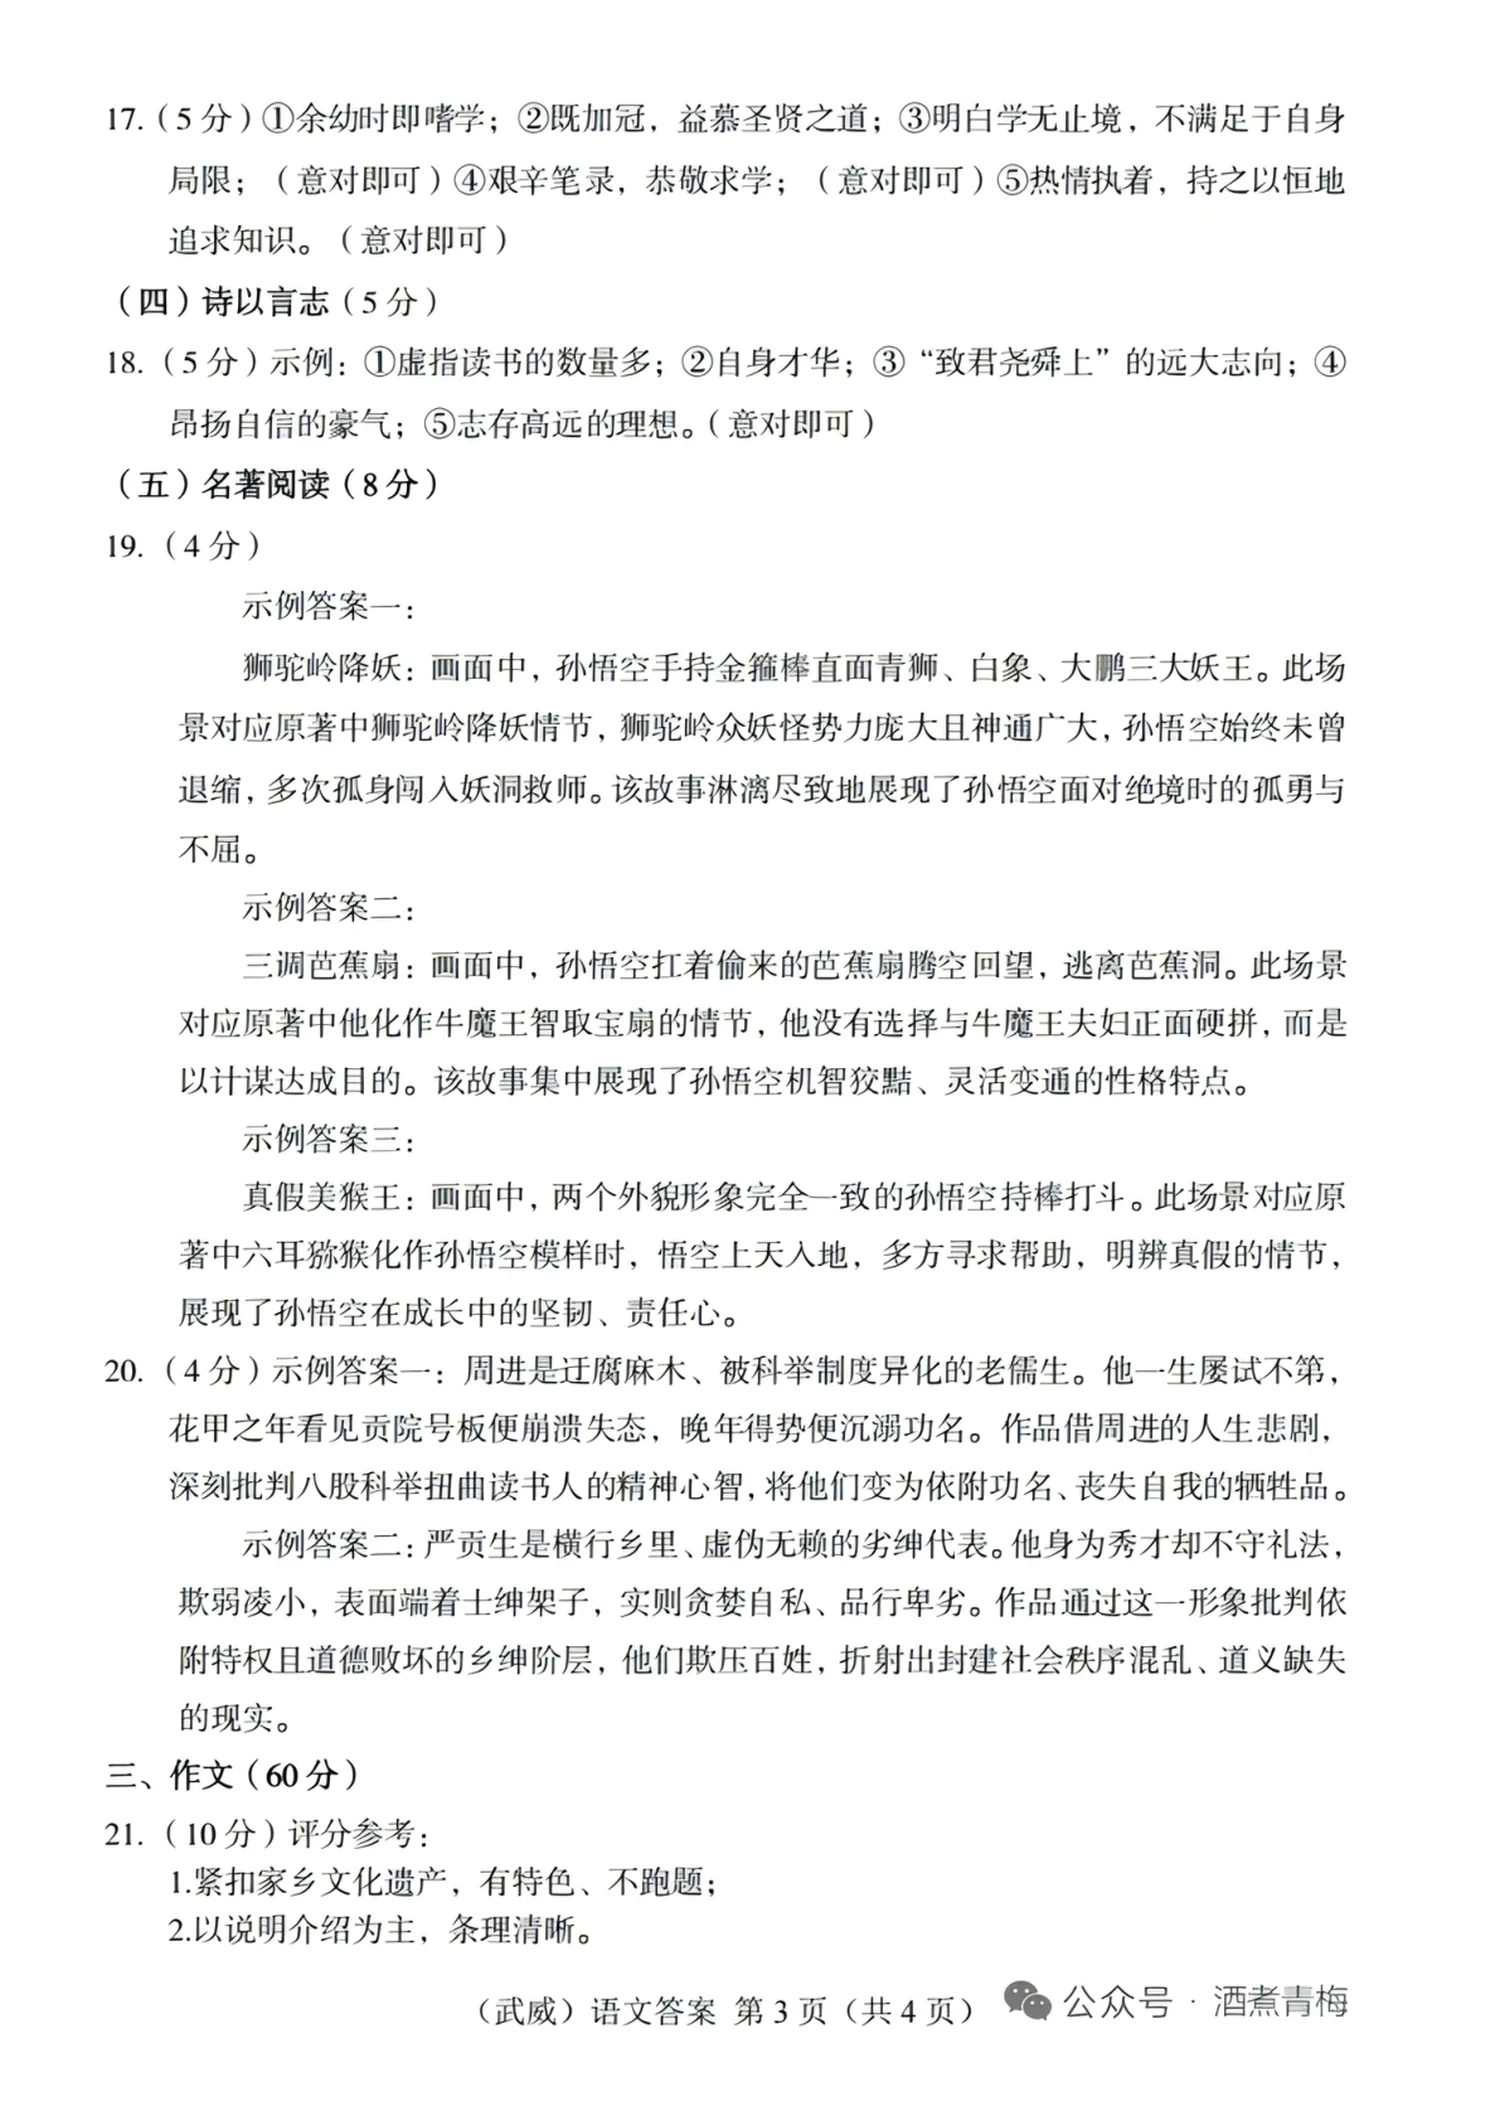 17.（5 分）①余幼时即嗜学；②既加冠，益慕圣贤之道；③明白学无止境，不满足于自身
局限；（意对即可）④艰辛笔录，恭敬求学；（意对即可）⑤热情执着，持之以恒地
追求知识。（意对即可）
（四）诗以言志（5 分）
18.（5 分）示例：①虚指读书的数量多；②自身才华；③“致君尧舜上”的远大志向；④
昂扬自信的豪气；⑤志存高远的理想。（意对即可）
（五）名著阅读（8 分）
19.（4 分）
示例答案一：
狮驼岭降妖：画面中，孙悟空手持金箍棒直面青狮、白象、大鹏三大妖王。此场
景对应原著中狮驼岭降妖情节，狮驼岭众妖怪势力庞大且神通广大，孙悟空始终未曾
退缩，多次孤身闯入妖洞救师。该故事淋漓尽致地展现了孙悟空面对绝境时的孤勇与
不屈。
示例答案二：
三调芭蕉扇：画面中，孙悟空扛着偷来的芭蕉扇腾空回望，逃离芭蕉洞。此场景
对应原著中他化作牛魔王智取宝扇的情节，他没有选择与牛魔王夫妇正面硬拼，而是
以计谋达成目的。该故事集中展现了孙悟空机智狡黠、灵活变通的性格特点。
示例答案三：
真假美猴王：画面中，两个外貌形象完全一致的孙悟空持棒打斗。此场景对应原
著中六耳猕猴化作孙悟空模样时，悟空上天入地，多方寻求帮助，明辨真假的情节，
展现了孙悟空在成长中的坚韧、责任心。
20.（4 分）示例答案一：周进是迂腐麻木、被科举制度异化的老儒生。他一生屡试不第，
花甲之年看见贡院号板便崩溃失态，晚年得势便沉溺功名。作品借周进的人生悲剧，
深刻批判八股科举扭曲读书人的精神心智，将他们变为依附功名、丧失自我的牺牲品。
示例答案二：严贡生是横行乡里、虚伪无赖的劣绅代表。他身为秀才却不守礼法，
欺弱凌小，表面端着士绅架子，实则贪婪自私、品行卑劣。作品通过这一形象批判依
附特权且道德败坏的乡绅阶层，他们欺压百姓，折射出封建社会秩序混乱、道义缺失
的现实。
三、作文（60 分）
21.（10 分）评分参考：
1.紧扣家乡文化遗产，有特色、不跑题；
2.以说明介绍为主，条理清晰。
（武威）语文答案 第 3 页（共 4 页）
公众号 · 酒煮青梅